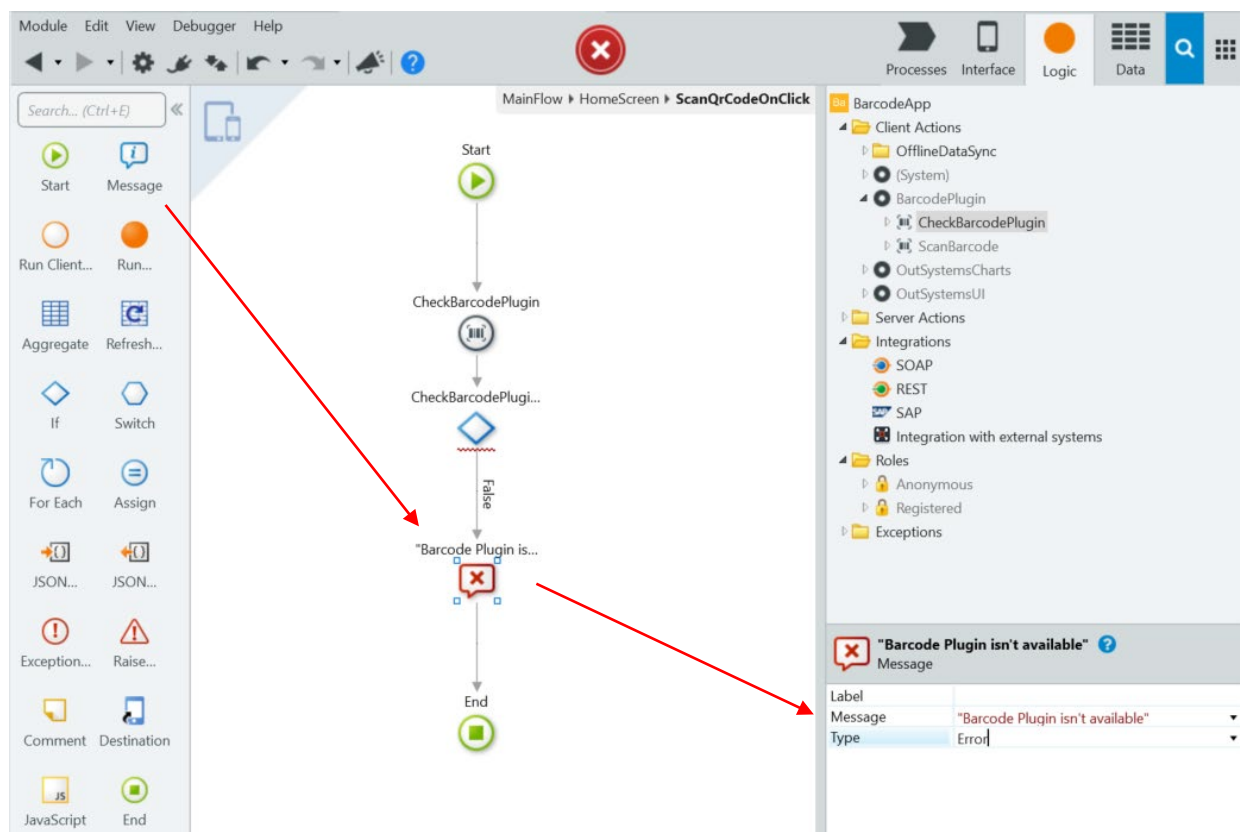 Module Edit View Debugger Help
Processes Interface Logic Data
Search... (Ctrl+E)
Start Message
Run Client... Run...
Aggregate Refresh...
If Switch
For Each Assign
JSON... JSON...
Exception... Raise...
Comment Destination
JS
JavaScript End
MainFlow HomeScreen ScanQrCodeOnClick
Start
CheckBarcodePlugin
CheckBarcodePlugi...
False
"Barcode Plugin is...
End
Ba BarcodeApp
Client Actions
OfflineDataSync
(System)
BarcodePlugin
CheckBarcodePlugin
ScanBarcode
OutSystemsCharts
OutSystemsUI
Server Actions
Integrations
SOAP
REST
SAP
Integration with external systems
Roles
Anonymous
Registered
Exceptions
"Barcode Plugin isn't available"
Message
Label
Message "Barcode Plugin isn't available"
Type Error